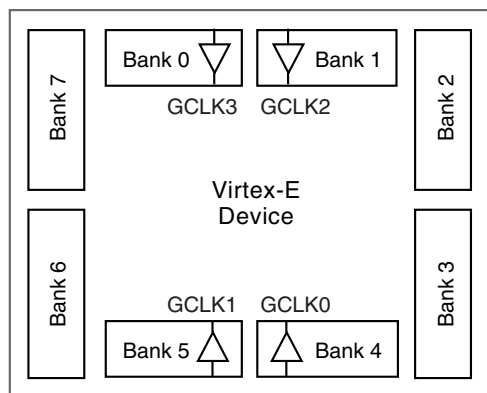 Bank 0
Bank 1
Bank 7
Bank 2
GCLK3 GCLK2
Virtex-E
Device
Bank 6
Bank 3
GCLK1 GCLK0
Bank 5
Bank 4